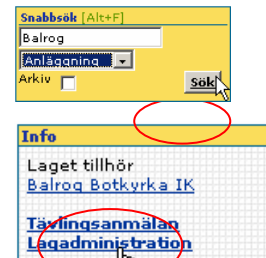 Snabbsök [Alt+F]
Balrog
Anläggning
Arkiv
Sök
Info
Laget tillhör
Balrog Botkyrka IK
Tävlingsanmälan
Lagadministration